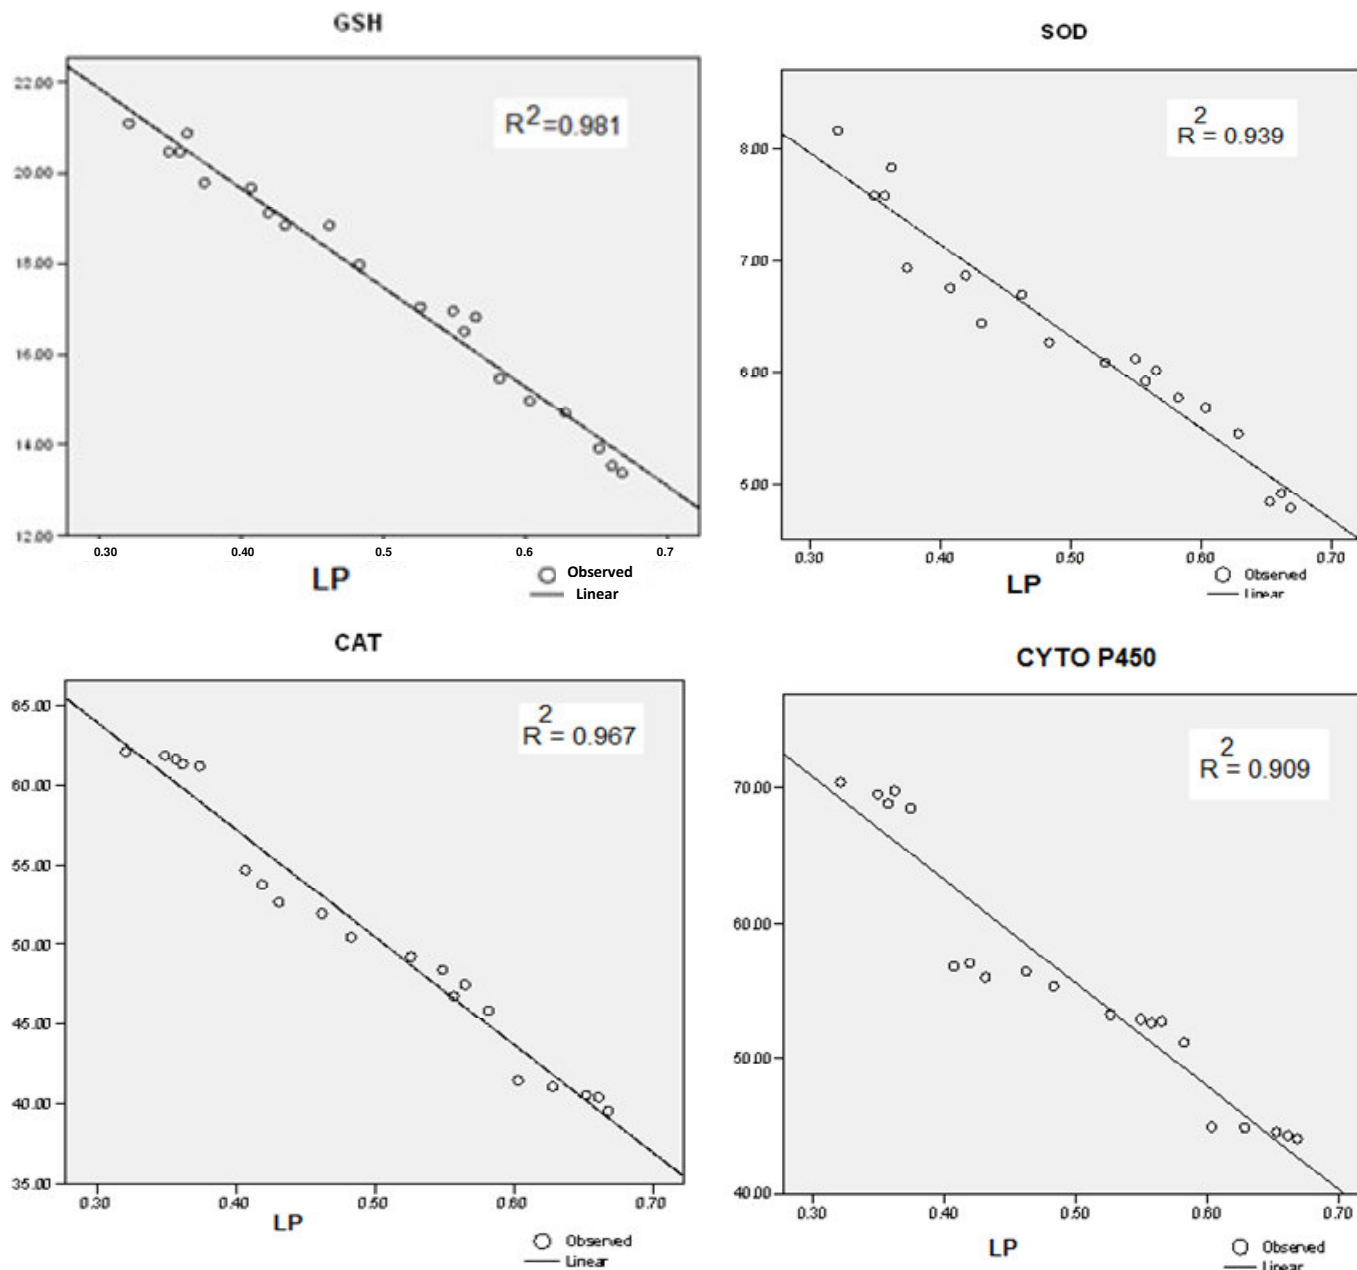 GSH
22.00
20.00
18.00
16.00
14.00
12.00
R2=0.981
0.30 0.40 0.5 0.6 0.7
LP
Observed
Linear
SOD
8.00
7.00
6.00
5.00
2
R = 0.939
0.30 0.40 0.50 0.60 0.70
LP
Observed
Linear
CAT
65.00
60.00
55.00
50.00
45.00
40.00
35.00
2
R = 0.967
0.30 0.40 0.50 0.60 0.70
LP
Observed
Linear
CYTO P450
70.00
60.00
50.00
40.00
2
R = 0.909
0.30 0.40 0.50 0.60 0.70
LP
Observed
Linear